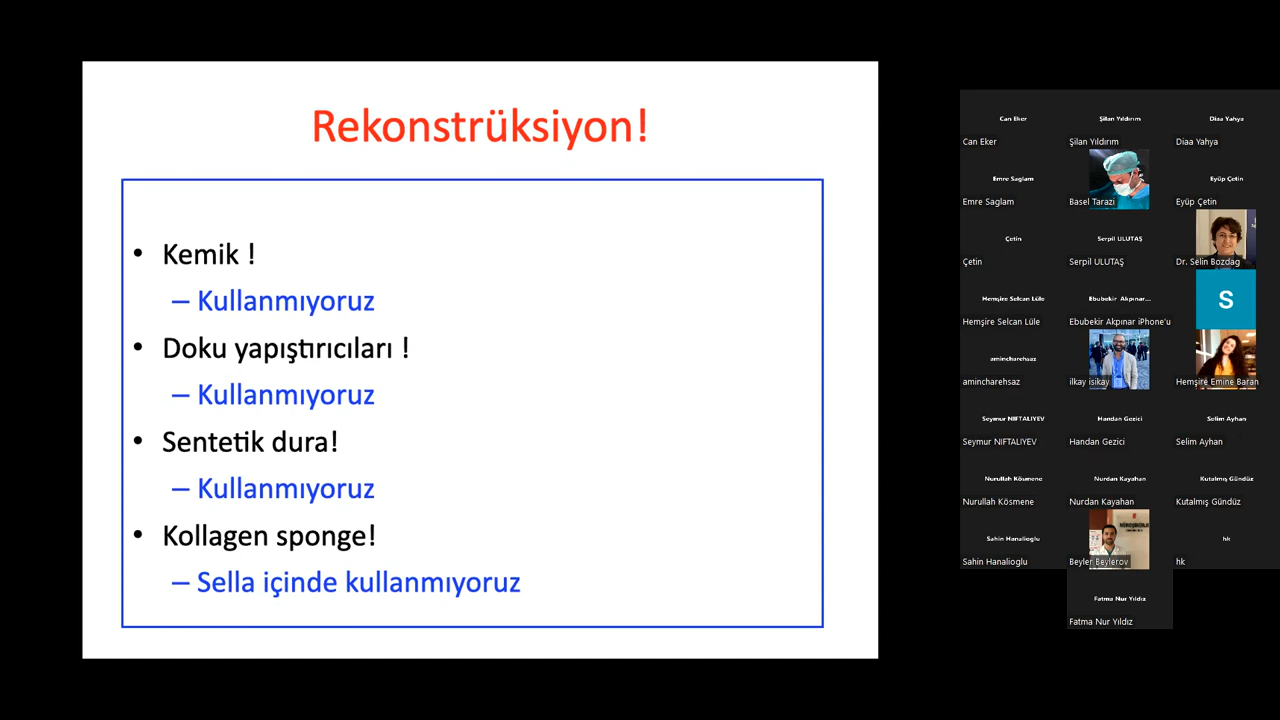 Rekonstrüksiyon!
• Kemik !
– Kullanmıyoruz
• Doku yapıştırıcıları !
– Kullanmıyoruz
• Sentetik dura!
– Kullanmıyoruz
• Kollagen sponge!
– Sella içinde kullanmıyoruz
Can Eker
Şilan Yıldırım
Diaa Yahya
Can Eker
Şilan Yıldırım
Diaa Yahya
Emre Saglam
Eyüp Çetin
Emre Saglam
Basel Tarazi
Eyüp Çetin
Çetin
Serpil ULUTAŞ
Çetin
Serpil ULUTAŞ
Dr. Selin Bozdag
Hemşire Selcan Lüle
Ebubekir Akpınar...
S
Hemşire Selcan Lüle
Ebubekir Akpınar iPhone'u
amincharehsaz
amincharehsaz
ilkay isikay
Hemşire Emine Baran
Seymur NIFTALIYEV
Handan Gezici
Selim Ayhan
Seymur NIFTALIYEV
Handan Gezici
Selim Ayhan
Nurullah Kösmene
Nurdan Kayahan
Kutalmış Gündüz
Nurullah Kösmene
Nurdan Kayahan
Kutalmış Gündüz
Sahin Hanalioglu
hk
Sahin Hanalioglu
Beyler Beylerov
hk
Fatma Nur Yıldız
Fatma Nur Yıldız